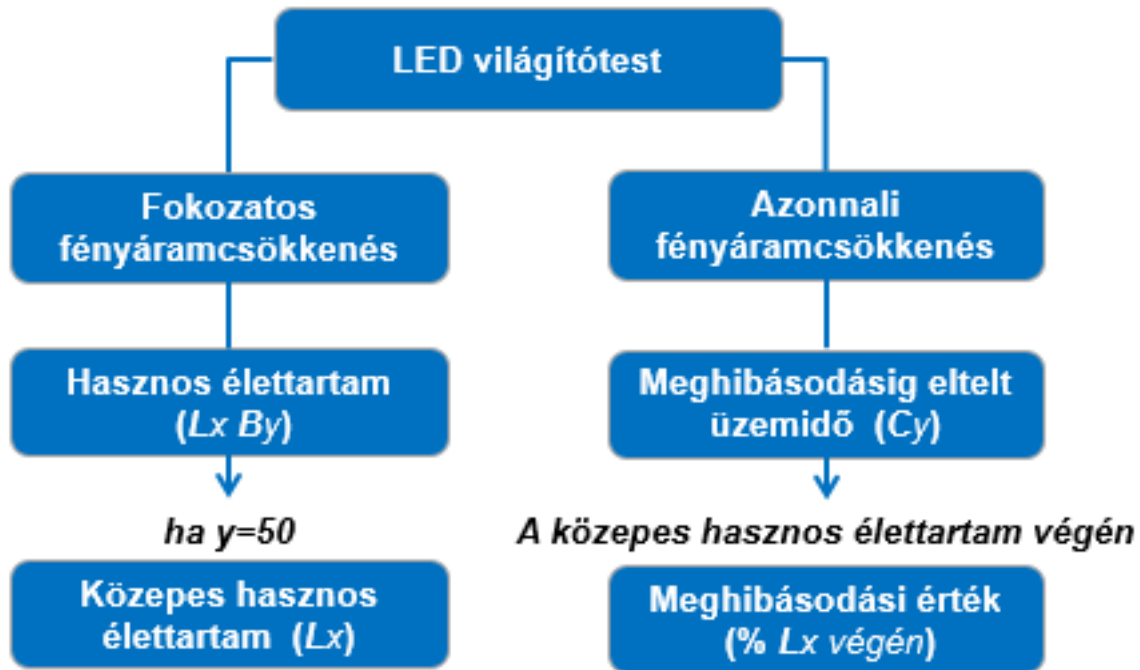 LED világítótest
Fokozatos
fényáramcsökkenés
Azonnali
fényáramcsökkenés
Hasznos élettartam
(Lx By)
Meghibásodásig eltelt
üzemidő (Cy)
ha y=50
A közepes hasznos élettartam végén
Közepes hasznos
élettartam (Lx)
Meghibásodási érték
(% Lx végén)